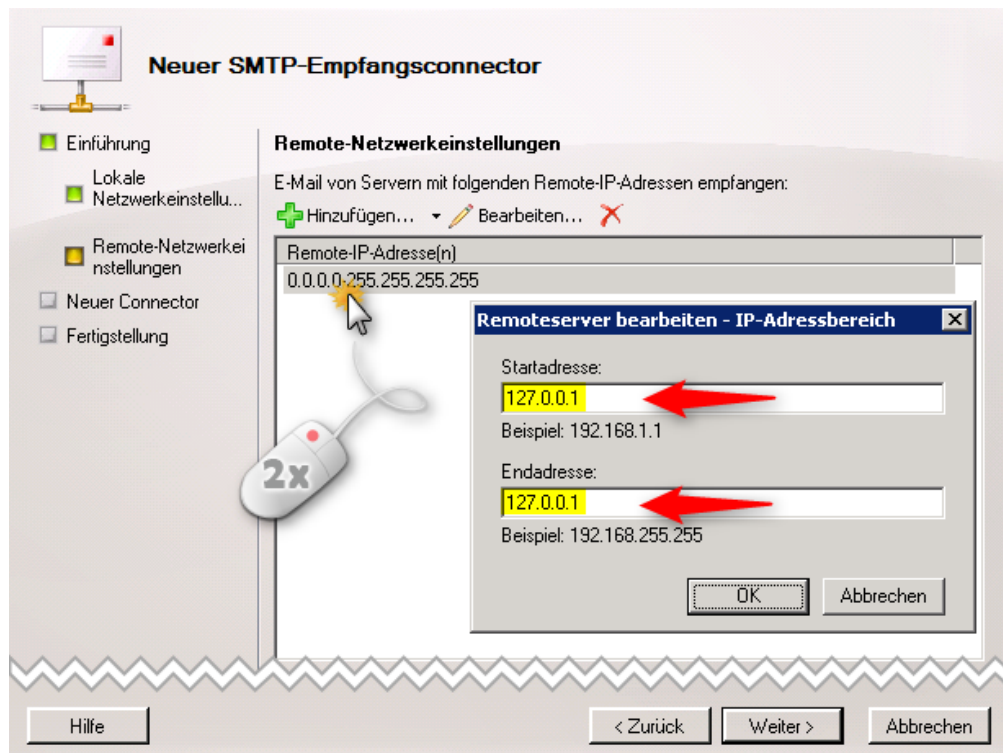 Neuer SMTP-Empfangsconnector
Einführung
Lokale
Netzwerkeinstellu...
Remote-Netzwerkei
nstellungen
Neuer Connector
Fertigstellung
Remote-Netzwerkeinstellungen
E-Mail von Servern mit folgenden Remote-IP-Adressen empfangen:
Hinzufügen... Bearbeiten...
Remote-IP-Adresse(n)
0.0.0.0-255.255.255.255
2x
Remoteserver bearbeiten - IP-Adressbereich
Startadresse:
127.0.0.1
Beispiel: 192.168.1.1
Endadresse:
127.0.0.1
Beispiel: 192.168.255.255
OK Abbrechen
Hilfe < Zurück Weiter > Abbrechen